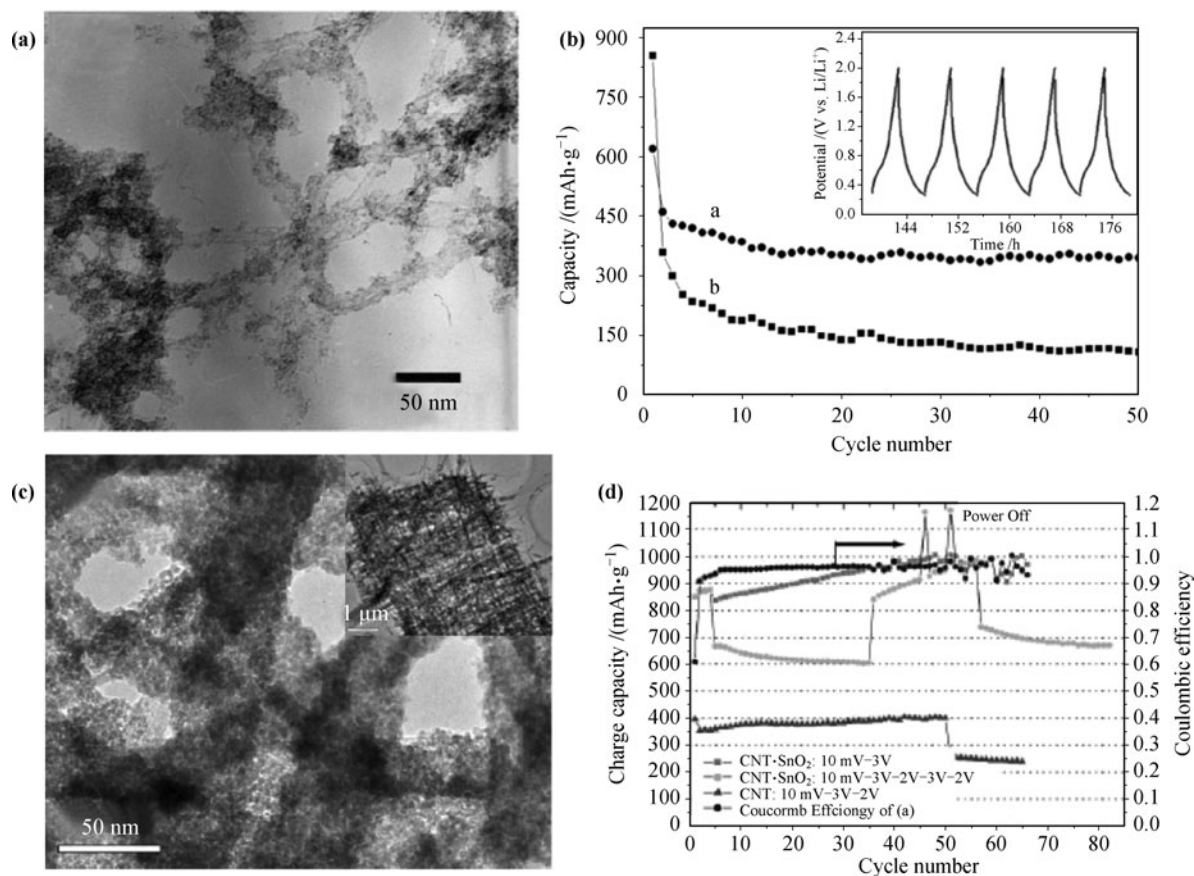 (a)
50 nm
(b)
900
750
600
450
300
150
0
Capacity /(mAh·g⁻¹)
0
10
20
30
40
50
Cycle number
a
b
2.4
2.0
1.6
1.2
0.8
0.4
0.0
Potential /(V vs. Li/Li⁺)
144
152
160
168
176
Time /h
(c)
1 μm
50 nm
(d)
1200
1100
1000
900
800
700
600
500
400
300
200
100
0
Charge capacity /(mAh·g⁻¹)
Power Off
CNT·SnO₂: 10 mV–3V
CNT·SnO₂: 10 mV–3V–2V–3V–2V
CNT: 10 mV–3V–2V
Coucormb Effciongy of (a)
1.2
1.1
1.0
0.9
0.8
0.7
0.6
0.5
0.4
0.3
0.2
0.1
0.0
Coulombic efficiency
0
10
20
30
40
50
60
70
80
Cycle number